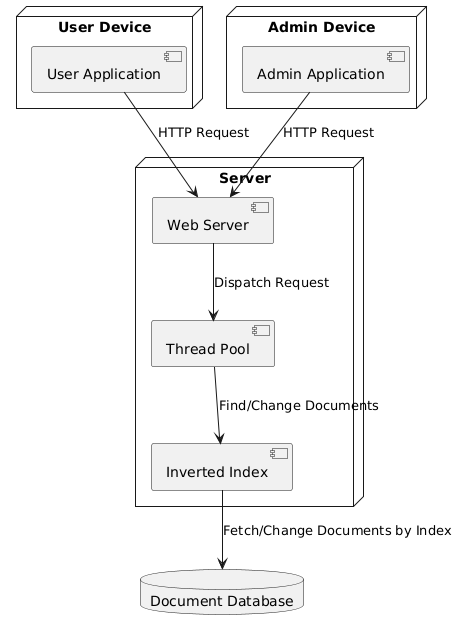 User Device
Admin Device
User Application
Admin Application
HTTP Request
HTTP Request
Server
Web Server
Dispatch Request
Thread Pool
Find/Change Documents
Inverted Index
Fetch/Change Documents by Index
Document Database